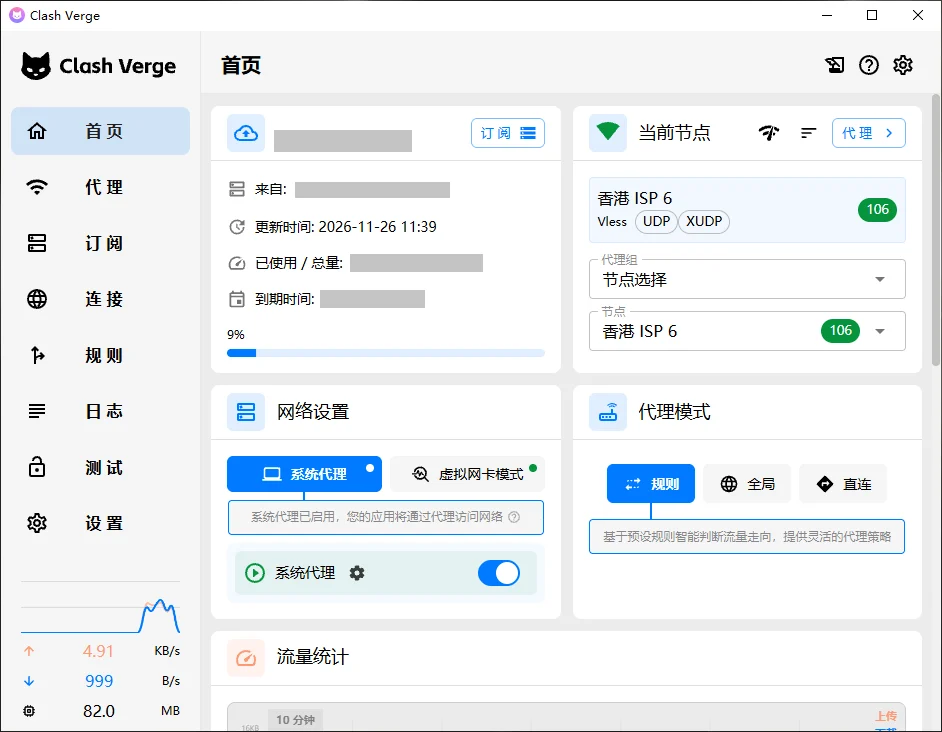 Clash Verge
Clash Verge
首页
首页
代理
订阅
连接
规则
日志
测试
设置
4.91 KB/s
999 B/s
82.0 MB
订阅
来自:
更新时间: 2026-11-26 11:39
已使用 / 总量:
到期时间:
9%
当前节点
代理
香港 ISP 6
Vless UDP XUDP
106
代理组
节点选择
节点
香港 ISP 6 106
网络设置
系统代理 虚拟网卡模式
系统代理已启用，您的应用将通过代理访问网络
系统代理
代理模式
规则 全局 直连
基于预设规则智能判断流量走向，提供灵活的代理策略
流量统计
16KB
10 分钟
上传